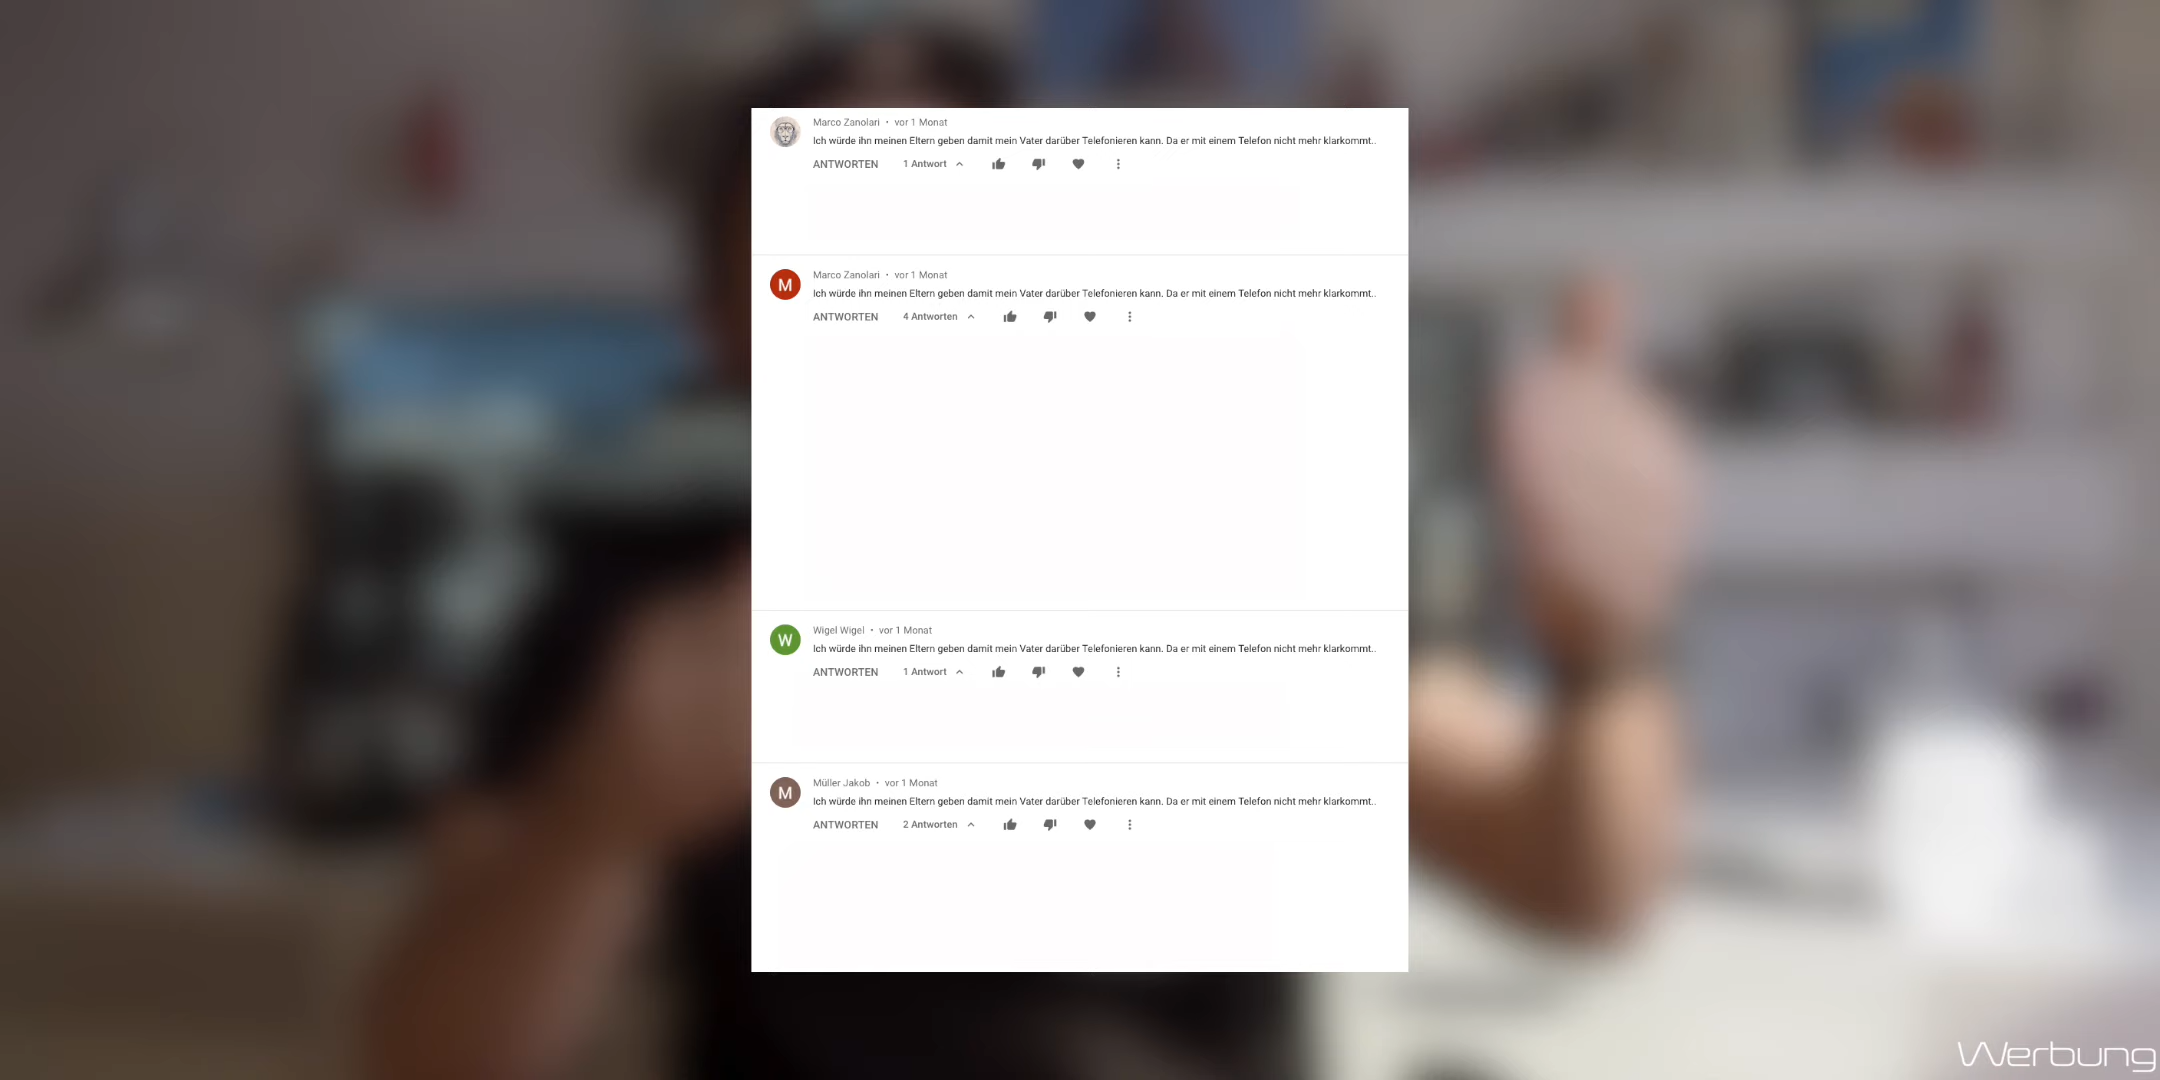 Marco Zanolari • vor 1 Monat
Ich würde ihn meinen Eltern geben damit mein Vater darüber Telefonieren kann. Da er mit einem Telefon nicht mehr klarkommt..
ANTWORTEN 1 Antwort
Marco Zanolari • vor 1 Monat
M
Ich würde ihn meinen Eltern geben damit mein Vater darüber Telefonieren kann. Da er mit einem Telefon nicht mehr klarkommt..
ANTWORTEN 4 Antworten
Wigel Wigel • vor 1 Monat
W
Ich würde ihn meinen Eltern geben damit mein Vater darüber Telefonieren kann. Da er mit einem Telefon nicht mehr klarkommt..
ANTWORTEN 1 Antwort
Müller Jakob • vor 1 Monat
M
Ich würde ihn meinen Eltern geben damit mein Vater darüber Telefonieren kann. Da er mit einem Telefon nicht mehr klarkommt..
ANTWORTEN 2 Antworten
Werbung